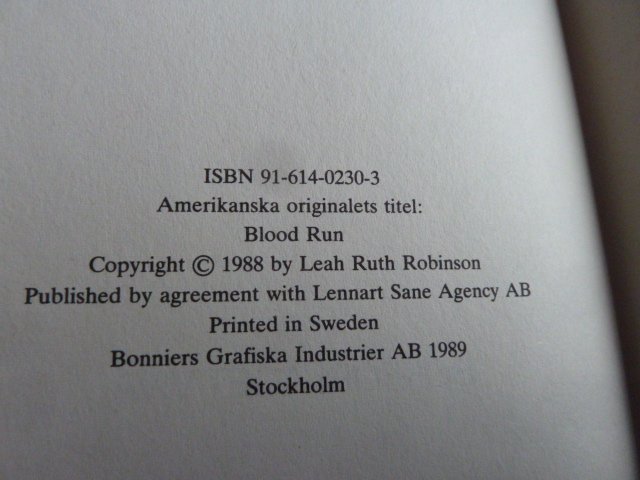 ISBN 91-614-0230-3
Amerikanska originalets titel:
Blood Run
Copyright © 1988 by Leah Ruth Robinson
Published by agreement with Lennart Sane Agency AB
Printed in Sweden
Bonniers Grafiska Industrier AB 1989
Stockholm